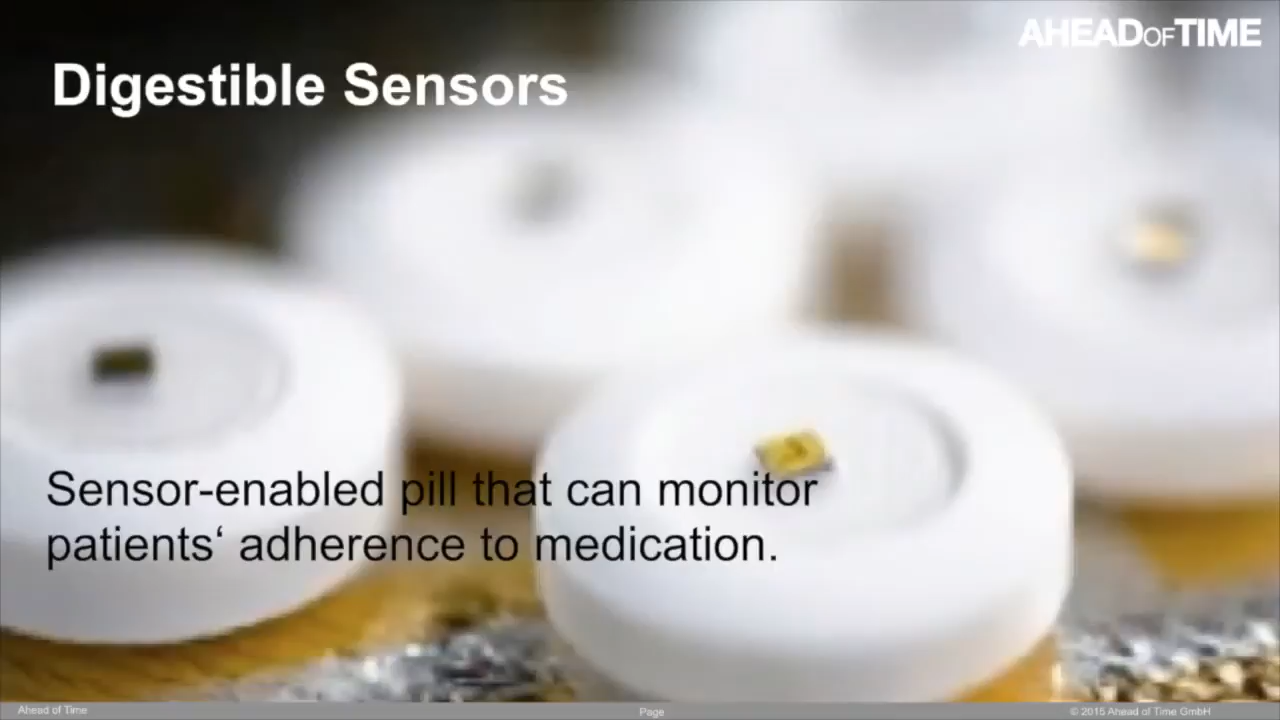 AHEADOFTIME
Digestible Sensors
Sensor-enabled pill that can monitor
patients‘ adherence to medication.
Ahead of Time
Page
© 2015 Ahead of Time GmbH